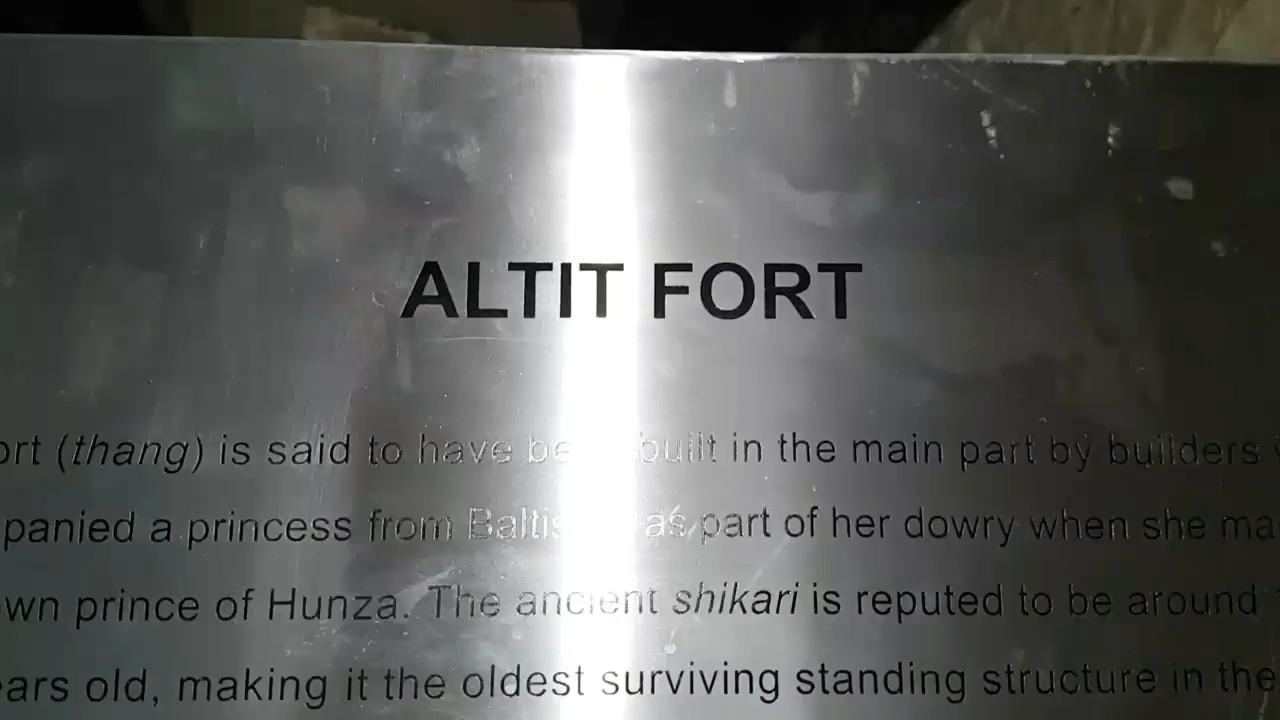 ALTIT FORT
ort (thang) is said to have built in the main part by builders
panied a princess from as part of her dowry when she ma
wn prince of Hunza. The ancient shikari is reputed to be around
ears old, making it the oldest surviving standing structure in the